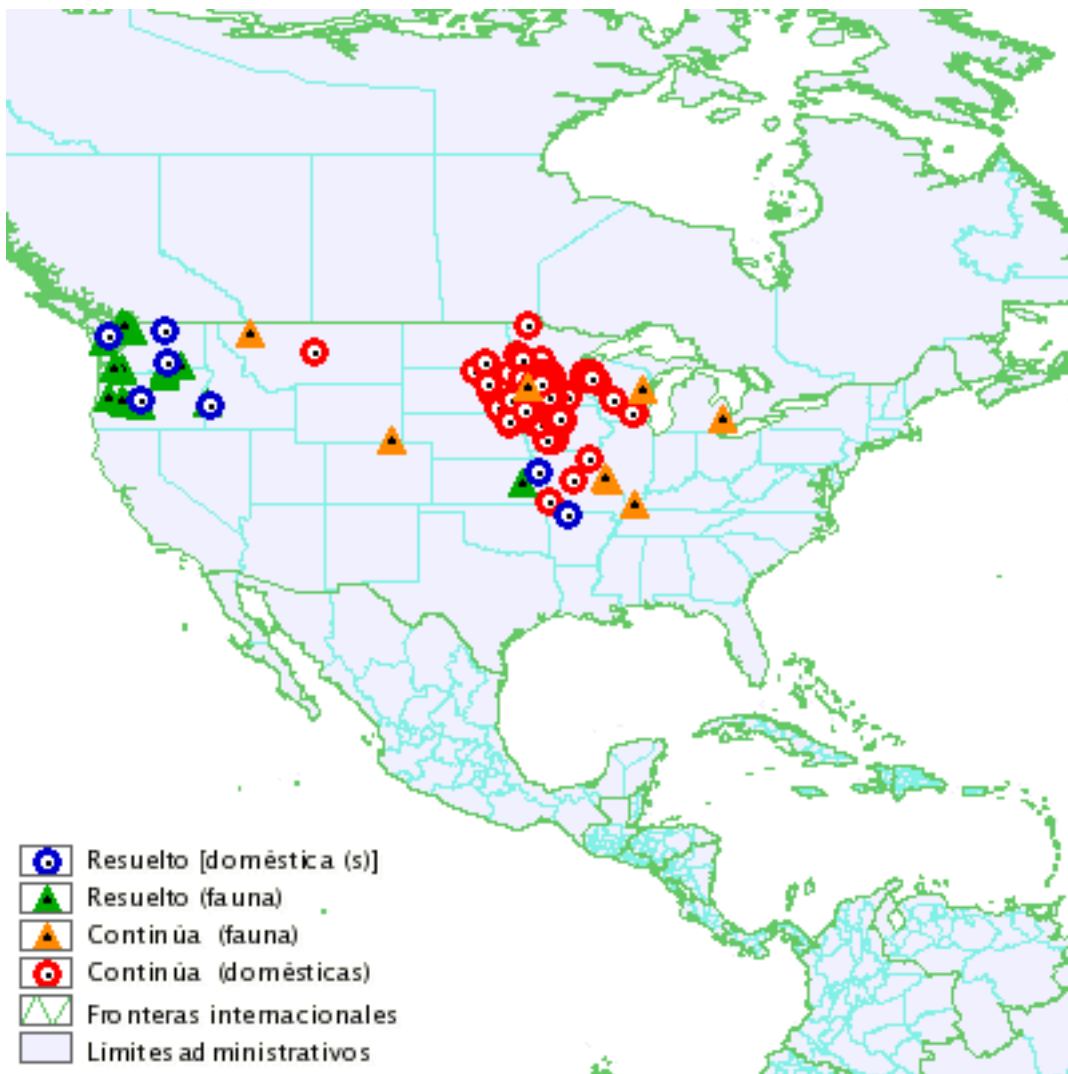 Resuelto [doméstica (s)]
Resuelto (fauna)
Continúa (fauna)
Continúa (domésticas)
Fronteras internacionales
Límites administrativos